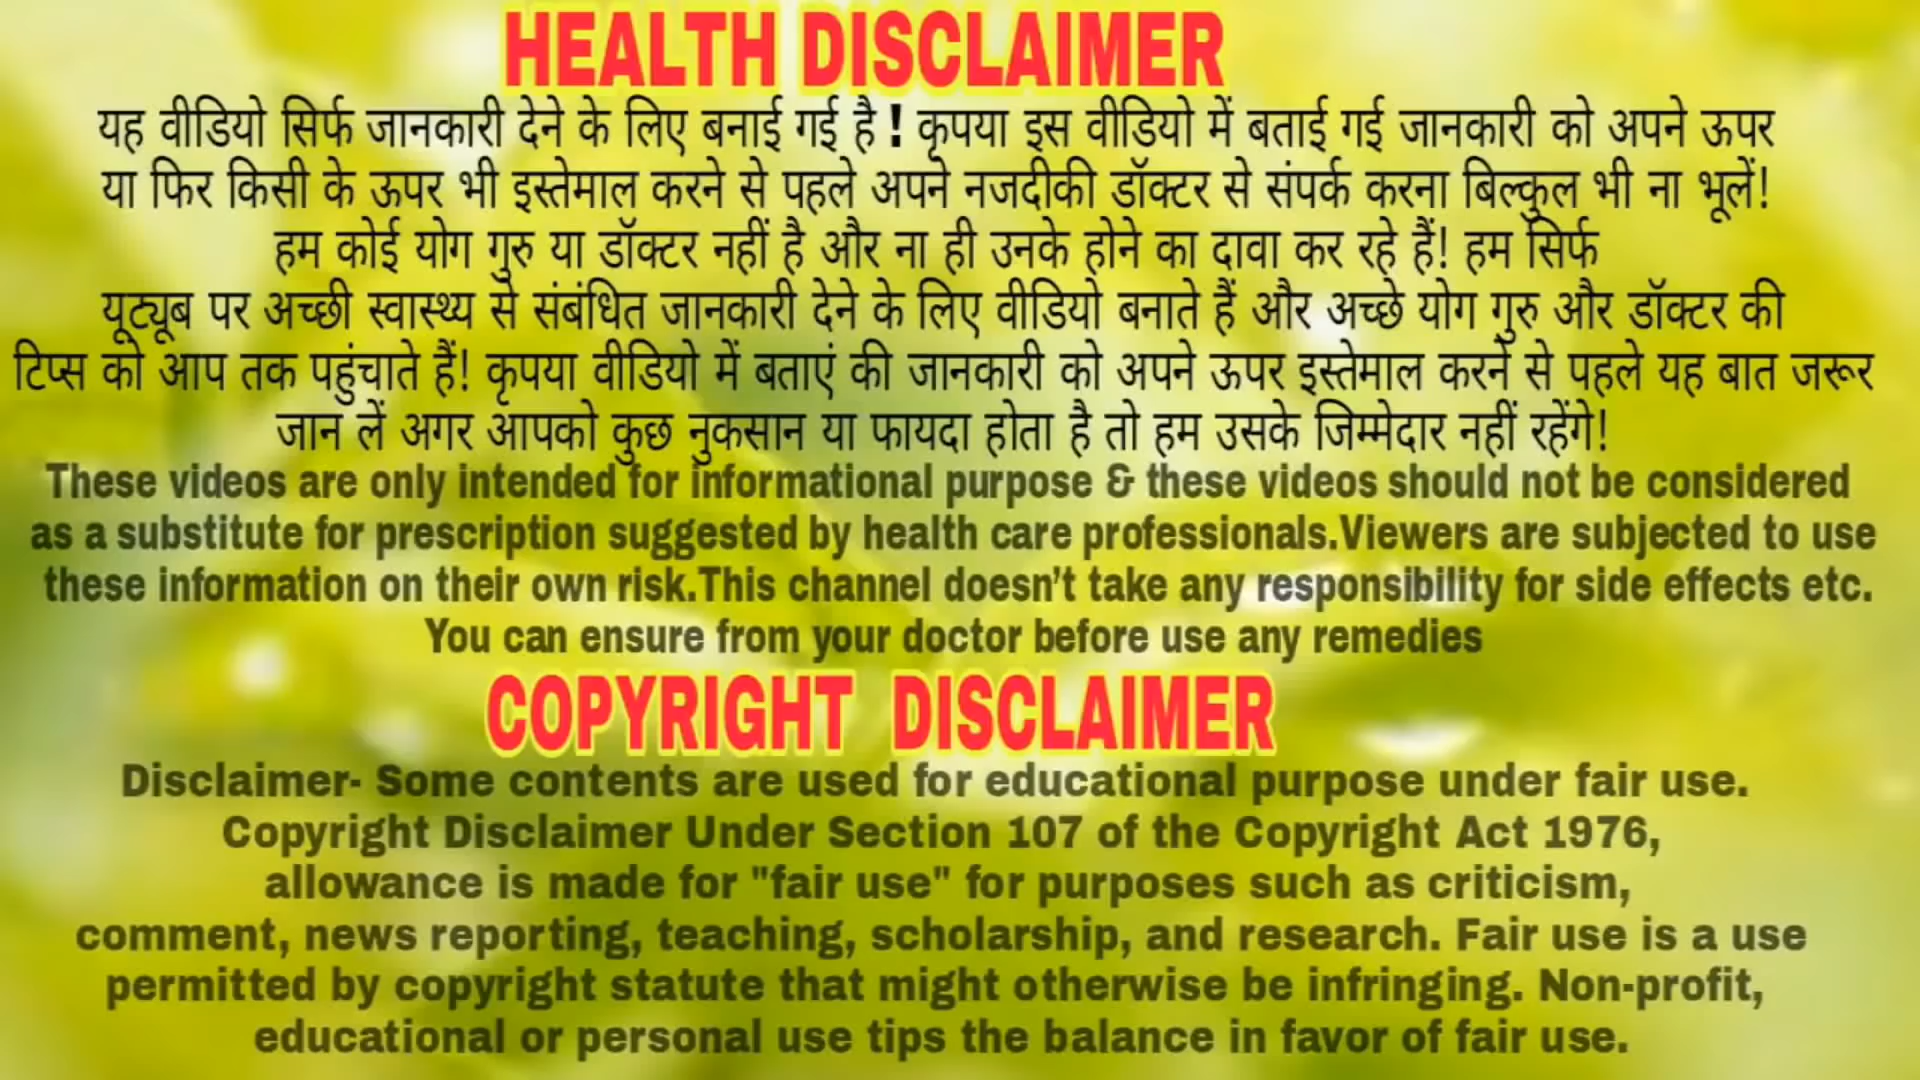 HEALTH DISCLAIMER
यह वीडियो सिर्फ जानकारी देने के लिए बनाई गई है ! कृपया इस वीडियो में बताई गई जानकारी को अपने ऊपर
या फिर किसी के ऊपर भी इस्तेमाल करने से पहले अपने नजदीकी डॉक्टर से संपर्क करना बिल्कुल भी ना भूलें!
हम कोई योग गुरु या डॉक्टर नहीं है और ना ही उनके होने का दावा कर रहे हैं! हम सिर्फ
यूट्यूब पर अच्छी स्वास्थ्य से संबंधित जानकारी देने के लिए वीडियो बनाते हैं और अच्छे योग गुरु और डॉक्टर की
टिप्स को आप तक पहुंचाते हैं! कृपया वीडियो में बताएं की जानकारी को अपने ऊपर इस्तेमाल करने से पहले यह बात जरूर
जान लें अगर आपको कुछ नुकसान या फायदा होता है तो हम उसके जिम्मेदार नहीं रहेंगे!
These videos are only intended for informational purpose & these videos should not be considered
as a substitute for prescription suggested by health care professionals.Viewers are subjected to use
these information on their own risk.This channel doesn’t take any responsibility for side effects etc.
You can ensure from your doctor before use any remedies
COPYRIGHT DISCLAIMER
Disclaimer- Some contents are used for educational purpose under fair use.
Copyright Disclaimer Under Section 107 of the Copyright Act 1976,
allowance is made for "fair use" for purposes such as criticism,
comment, news reporting, teaching, scholarship, and research. Fair use is a use
permitted by copyright statute that might otherwise be infringing. Non-profit,
educational or personal use tips the balance in favor of fair use.